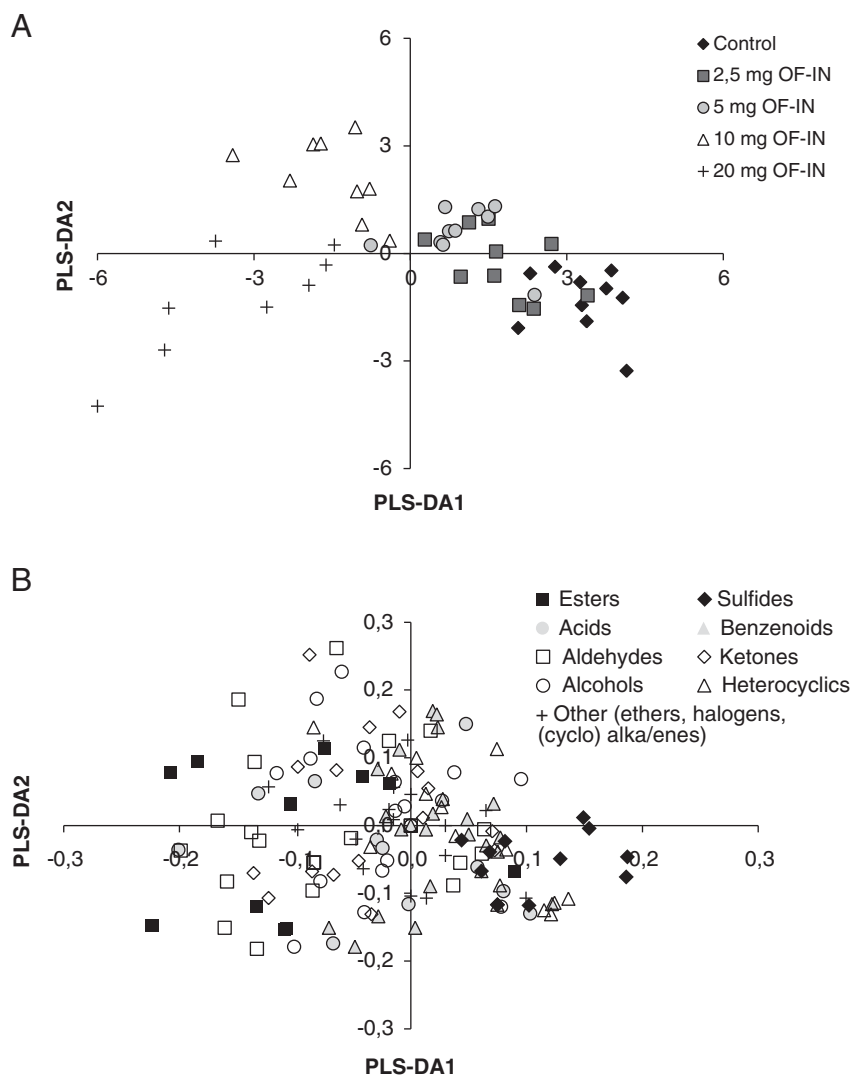 A
6
3
0
-3
-6
-6
-3
0
3
6
PLS-DA2
PLS-DA1
Control
2,5 mg OF-IN
5 mg OF-IN
10 mg OF-IN
20 mg OF-IN
B
0,3
0,2
0,1
0,0
-0,1
-0,2
-0,3
-0,3
-0,2
-0,1
0,0
0,1
0,2
0,3
PLS-DA2
PLS-DA1
Esters
Sulfides
Acids
Benzenoids
Aldehydes
Ketones
Alcohols
Heterocyclics
Other (ethers, halogens,
(cyclo) alka/enes)